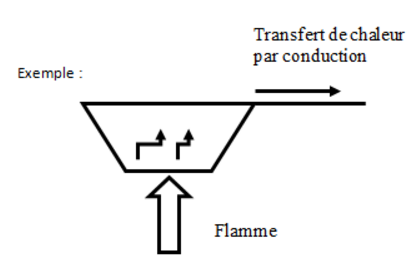 Transfert de chaleur
par conduction
Exemple :
Flamme